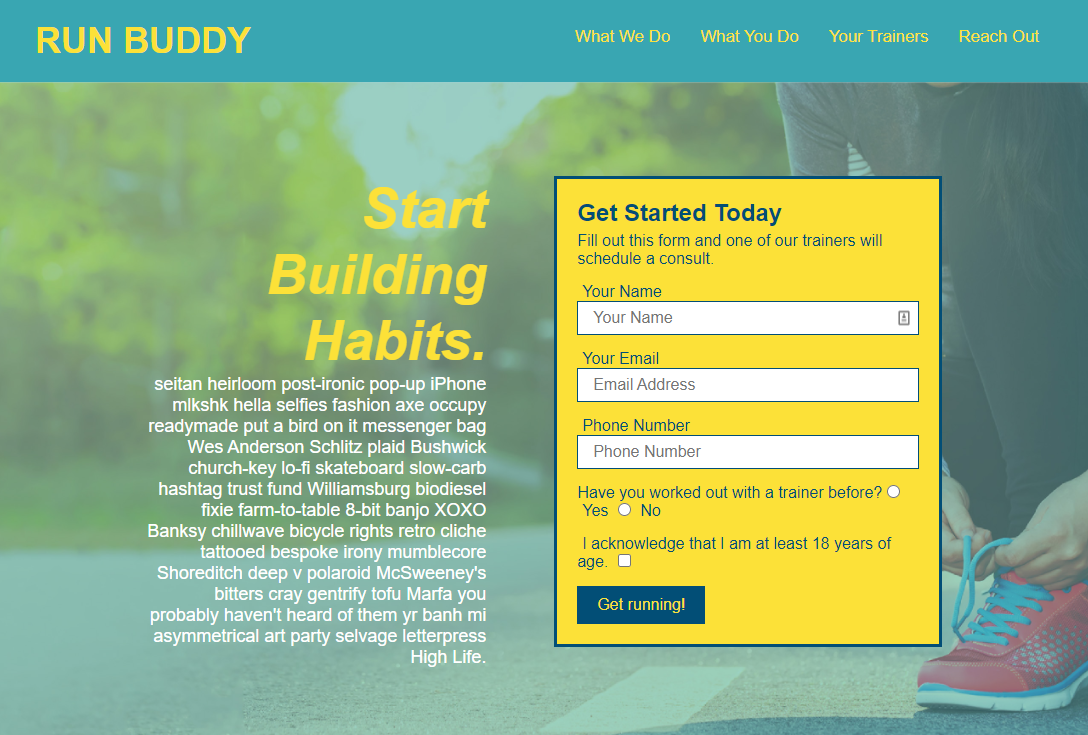 RUN BUDDY
What We Do What You Do Your Trainers Reach Out
Start
Building
Habits.
seitan heirloom post-ironic pop-up iPhone
mlkshk hella selfies fashion axe occupy
readymade put a bird on it messenger bag
Wes Anderson Schlitz plaid Bushwick
church-key lo-fi skateboard slow-carb
hashtag trust fund Williamsburg biodiesel
fixie farm-to-table 8-bit banjo XOXO
Banksy chillwave bicycle rights retro cliche
tattooed bespoke irony mumblecore
Shoreditch deep v polaroid McSweeney's
bitters cray gentrify tofu Marfa you
probably haven't heard of them yr banh mi
asymmetrical art party selvage letterpress
High Life.
Get Started Today
Fill out this form and one of our trainers will
schedule a consult.
Your Name
Your Name
Your Email
Email Address
Phone Number
Phone Number
Have you worked out with a trainer before?
Yes No
I acknowledge that I am at least 18 years of
age.
Get running!